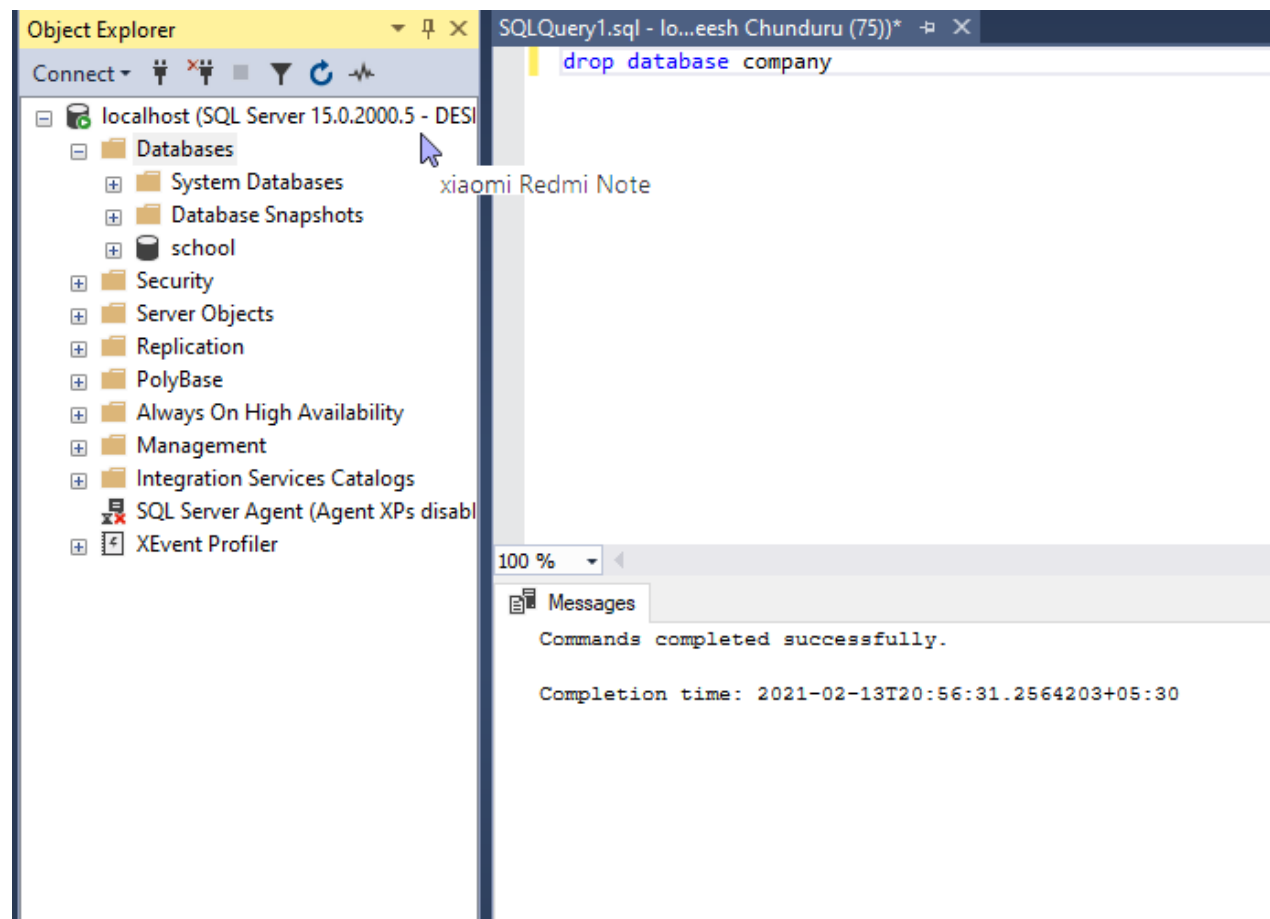 Object Explorer
Connect
localhost (SQL Server 15.0.2000.5 - DESI
Databases
System Databases
Database Snapshots
school
Security
Server Objects
Replication
PolyBase
Always On High Availability
Management
Integration Services Catalogs
SQL Server Agent (Agent XPs disabl
XEvent Profiler
xiaomi Redmi Note
SQLQuery1.sql - lo...eesh Chunduru (75))*
drop database company
100 %
Messages
Commands completed successfully.
Completion time: 2021-02-13T20:56:31.2564203+05:30